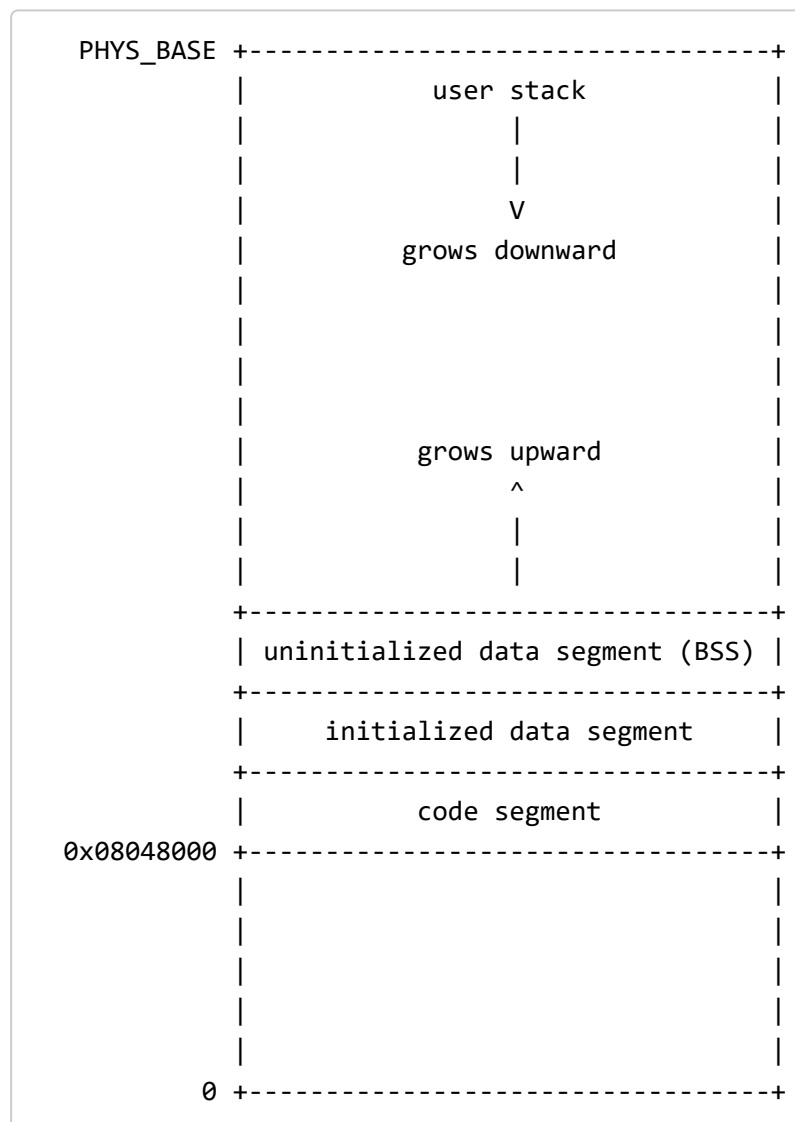 PHYS_BASE +----------------------------------+
          |            user stack            |
          |                 |                |
          |                 |                |
          |                 V                |
          |          grows downward          |
          |                                  |
          |                                  |
          |                                  |
          |                                  |
          |           grows upward           |
          |                 ^                |
          |                 |                |
          |                 |                |
          +----------------------------------+
          | uninitialized data segment (BSS) |
          +----------------------------------+
          |     initialized data segment     |
          +----------------------------------+
          |           code segment           |
0x08048000 +----------------------------------+
          |                                  |
          |                                  |
          |                                  |
          |                                  |
          |                                  |
        0 +----------------------------------+